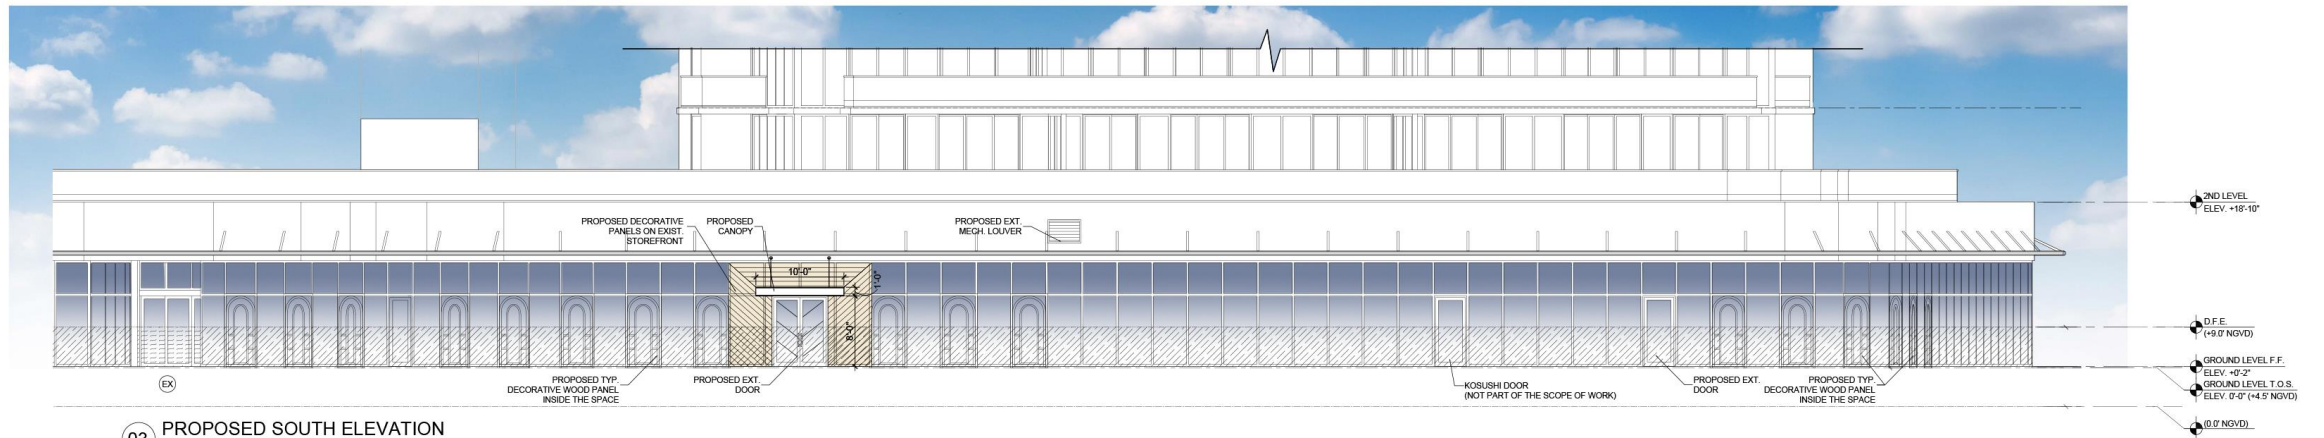 2ND LEVEL
ELEV. +18'-10"
PROPOSED DECORATIVE
PANELS ON EXIST.
STOREFRONT
PROPOSED
CANOPY
PROPOSED EXT.
MECH. LOUVER
10'-0"
1'-0"
8'-0"
D.F.E.
(+9.0' NGVD)
GROUND LEVEL F.F.
ELEV. +0'-2"
GROUND LEVEL T.O.S.
ELEV. 0'-0" (+4.5' NGVD)
(0.0' NGVD)
EX
PROPOSED TYP.
DECORATIVE WOOD PANEL
INSIDE THE SPACE
PROPOSED EXT.
DOOR
KOSUSHI DOOR
(NOT PART OF THE SCOPE OF WORK)
PROPOSED EXT.
DOOR
PROPOSED TYP.
DECORATIVE WOOD PANEL
INSIDE THE SPACE
PROPOSED SOUTH ELEVATION